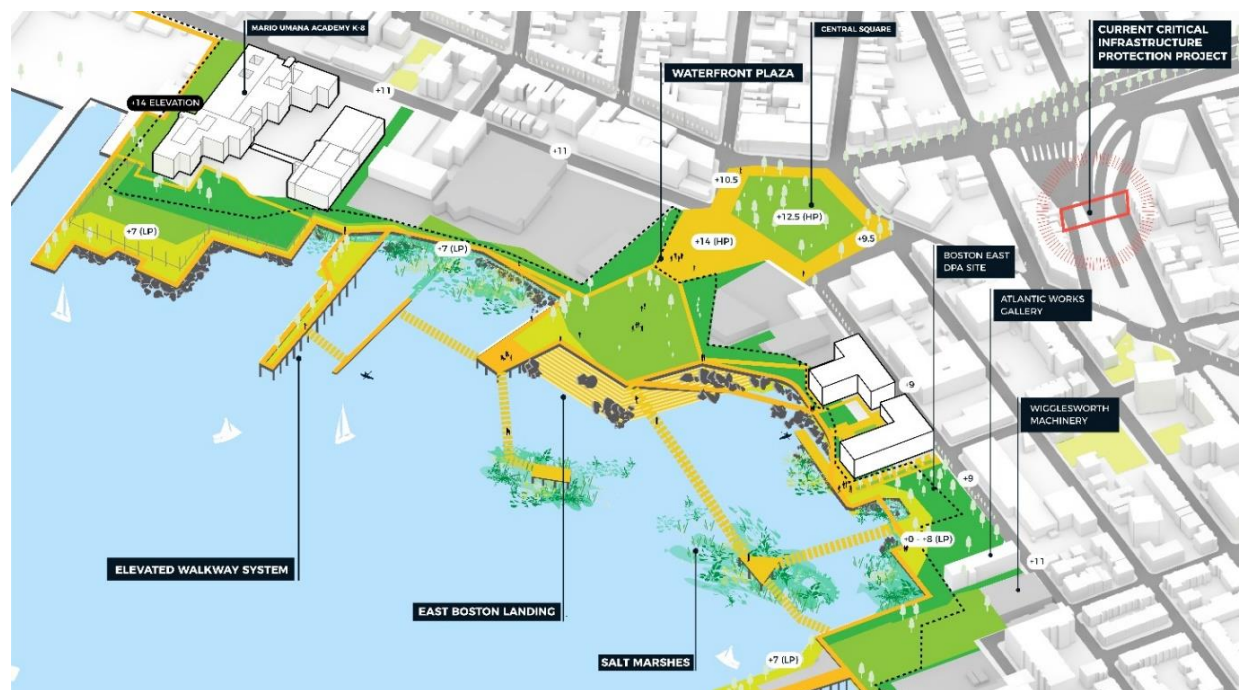 MARIO UMANA ACADEMY K-8
CENTRAL SQUARE
CURRENT CRITICAL
INFRASTRUCTURE
PROTECTION PROJECT
WATERFRONT PLAZA
+14 ELEVATION
+11
+11
+10.5
+12.5 (HP)
+7 (LP)
+7 (LP)
+14 (HP)
+9.5
BOSTON EAST
DPA SITE
ATLANTIC WORKS
GALLERY
+9
WIGGLESWORTH
MACHINERY
+9
+0 - +8 (LP)
+11
ELEVATED WALKWAY SYSTEM
EAST BOSTON LANDING
SALT MARSHES
+7 (LP)